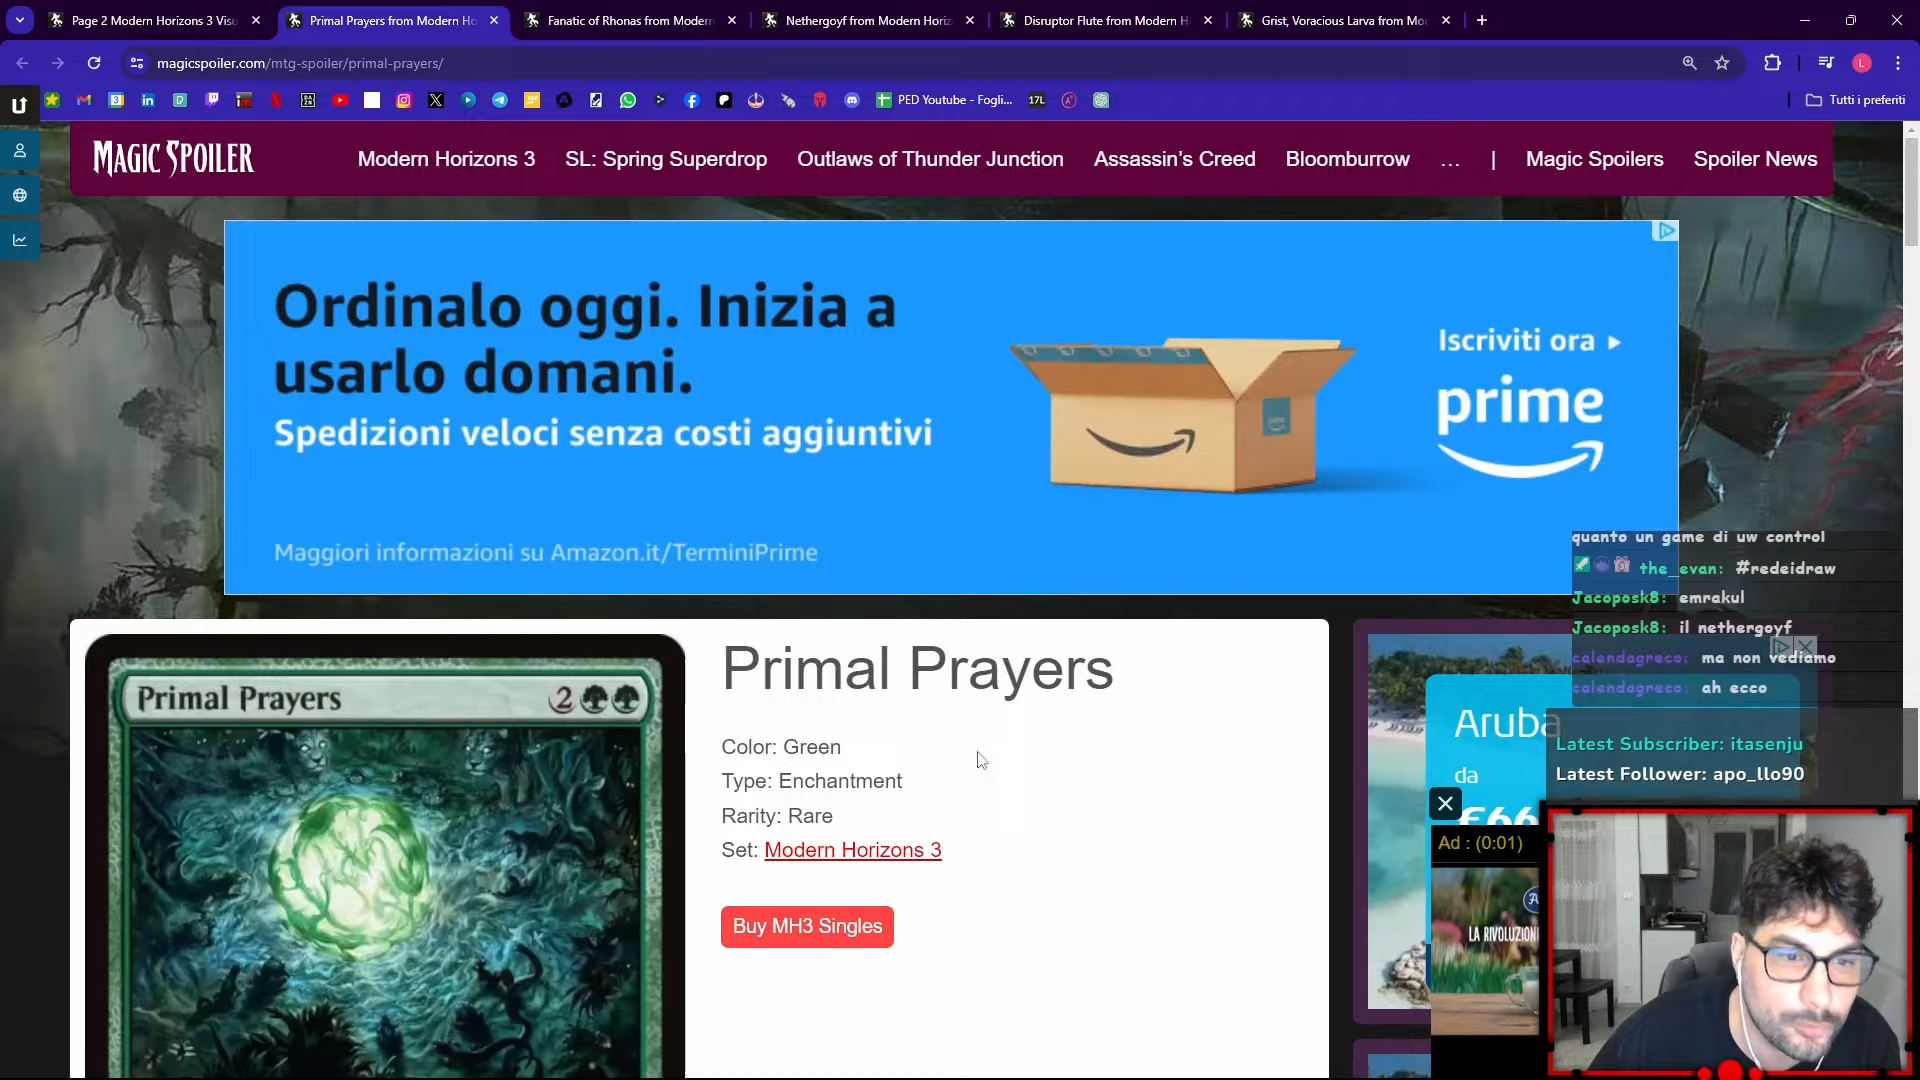 Page 2 Modern Horizons 3 Visu
Primal Prayers from Modern Ho
Fanatic of Rhonas from Modern
Nethergoyf from Modern Horiz
Disruptor Flute from Modern H
Grist, Voracious Larva from Mo
magicspoiler.com/mtg-spoiler/primal-prayers/
L
PED Youtube - Fogli...
17L
Tutti i preferiti
MAGIC SPOILER
Modern Horizons 3
SL: Spring Superdrop
Outlaws of Thunder Junction
Assassin's Creed
Bloomburrow
...
|
Magic Spoilers
Spoiler News
Ordinalo oggi. Inizia a
usarlo domani.
Spedizioni veloci senza costi aggiuntivi
Maggiori informazioni su Amazon.it/TerminiPrime
Iscriviti ora
prime
quanto un game di uw control
the_evan: #redeidraw
Jacoposk8: emrakul
Jacoposk8: il nethergoyf
calendagreco: ma non vediamo
calendagreco: ah ecco
Latest Subscriber: itasenju
Latest Follower: apo_llo90
Primal Prayers
2
Primal Prayers
Color: Green
Type: Enchantment
Rarity: Rare
Set: Modern Horizons 3
Buy MH3 Singles
Aruba
da
€66
Ad : (0:01)
LA RIVOLUZION